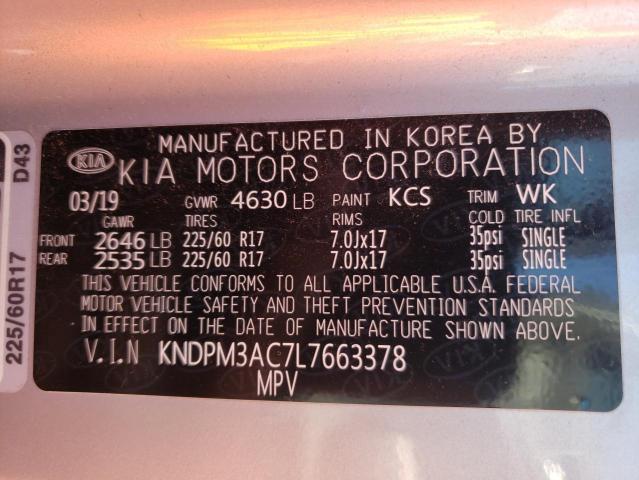 MANUFACTURED IN KOREA BY
KIA KIA MOTORS CORPORATION
03/19 GVWR 4630 LB PAINT KCS TRIM WK
GAWR TIRES RIMS COLD TIRE INFL
FRONT 2646 LB 225/60 R17 7.0Jx17 35psi SINGLE
REAR 2535 LB 225/60 R17 7.0Jx17 35psi SINGLE
THIS VEHICLE CONFORMS TO ALL APPLICABLE U.S.A. FEDERAL
MOTOR VEHICLE SAFETY AND THEFT PREVENTION STANDARDS
IN EFFECT ON THE DATE OF MANUFACTURE SHOWN ABOVE.
V.I.N KNDPM3AC7L7663378
MPV
225/60R17 D43